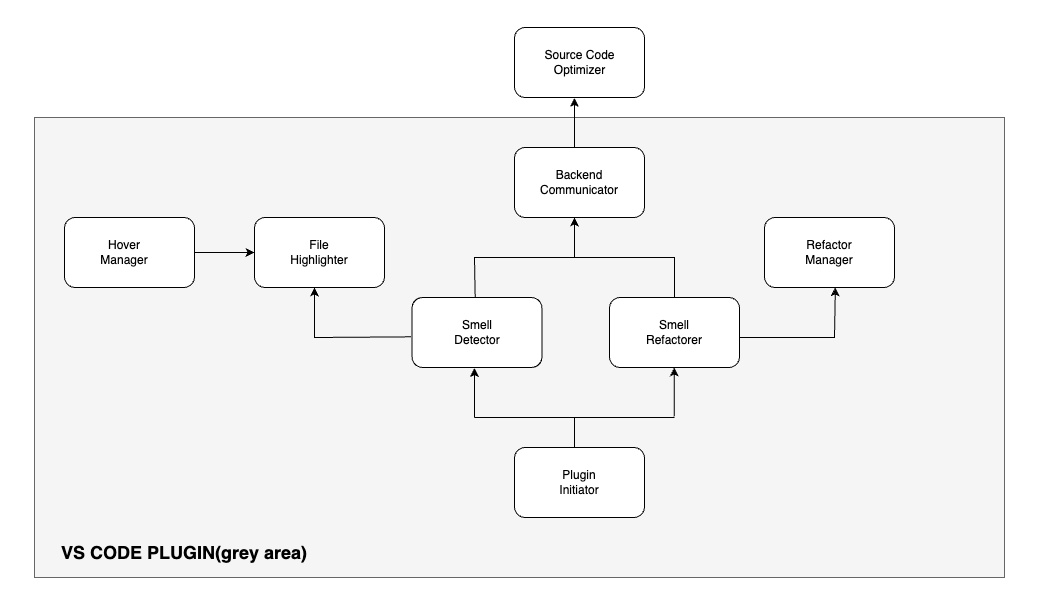 Source Code
Optimizer
Backend
Communicator
Hover
Manager
File
Highlighter
Refactor
Manager
Smell
Detector
Smell
Refactorer
Plugin
Initiator
VS CODE PLUGIN(grey area)